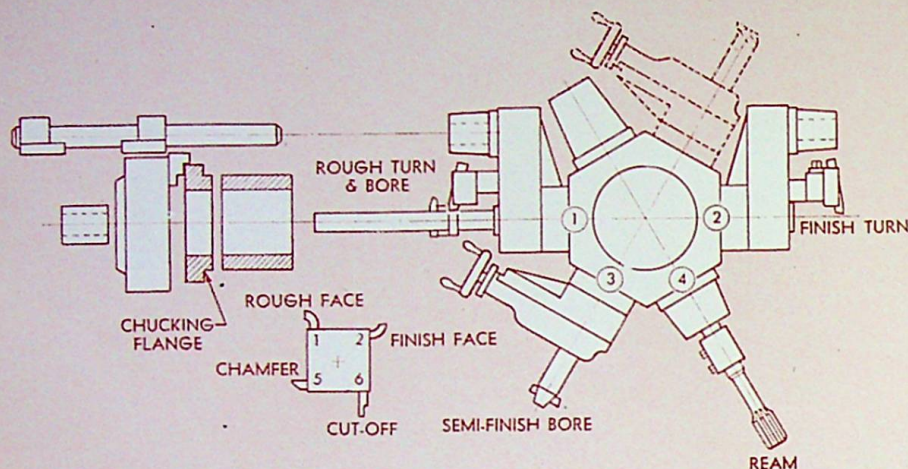 ROUGH TURN
& BORE
1
2
3
4
FINISH TURN
CHUCKING
FLANGE
ROUGH FACE
1
2
FINISH FACE
CHAMFER
5
6
CUT-OFF
SEMI-FINISH BORE
REAM